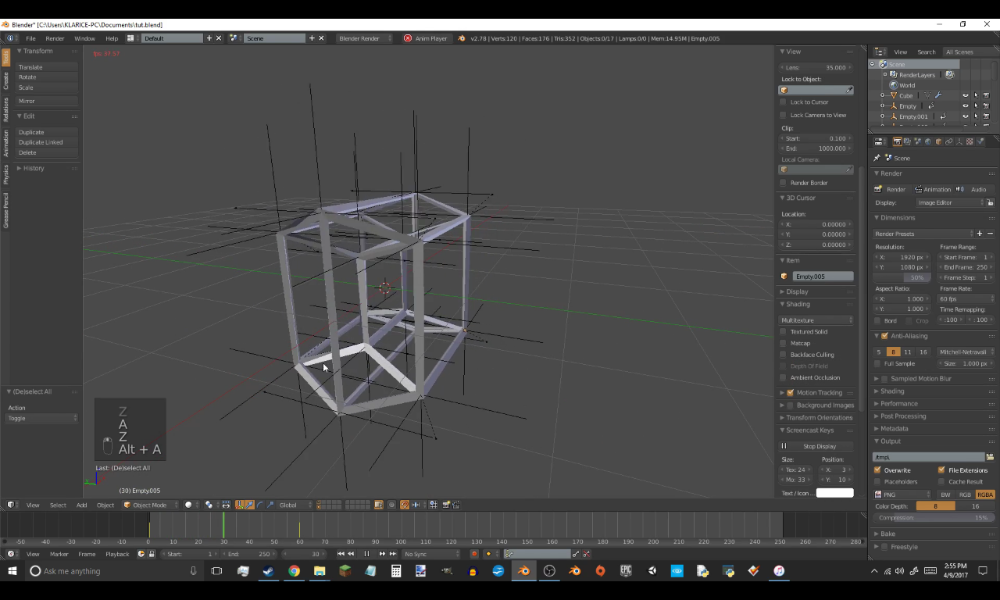 Blender* [C:\Users\KLARICE-PC\Documents\tut.blend]
File Render Window Help Default Scene Blender Render Anim Player v2.78 | Verts:120 | Faces:176 | Tris:352 | Objects:0/17 | Lamps:0/0 | Mem:14.95M | Empty.005
fps: 37.57
Tools
Create
Relations
Animation
Physics
Grease Pencil
Transform
Translate
Rotate
Scale
Mirror
Edit
Duplicate
Duplicate Linked
Delete
History
(De)select All
Action
Toggle
Z
A
Z
Alt + A
Last: (De)select All
(30) Empty.005
View
Lens: 35.000
Lock to Object:
Lock to Cursor
Lock Camera to View
Clip:
Start: 0.100
End: 1000.000
Local Camera:
Render Border
3D Cursor
Location:
X: 0.00000
Y: 0.00000
Z: 0.00000
Item
Empty.005
Display
Shading
Multitexture
Textured Solid
Matcap
Backface Culling
Depth Of Field
Ambient Occlusion
Motion Tracking
Background Images
Transform Orientations
Screencast Keys
Stop Display
Size: Position:
Tex: 24 X: 3
Mo: 33 Y: 10
Text / Icon ...
View Search All Scenes
Scene
RenderLayers
World
Cube
Empty
Empty.001
Scene
Render
Render Animation Audio
Display: Image Editor
Dimensions
Render Presets
Resolution: Frame Range:
X: 1920 px Start Frame: 1
Y: 1080 px End Frame: 250
50% Frame Step: 1
Aspect Ratio: Frame Rate:
X: 1.000 60 fps
Y: 1.000 Time Remapping:
Bord Crop :100 :100
Anti-Aliasing
5 8 11 16 Mitchell-Netravali
Full Sample Size: 1.000 px
Sampled Motion Blur
Shading
Performance
Post Processing
Metadata
Output
/tmp\
Overwrite File Extensions
Placeholders Cache Result
PNG BW RGB RGBA
Color Depth: 8 16
Compression: 15%
Bake
Freestyle
View Select Add Object Object Mode Global
-50 -40 -30 -20 -10 0 10 20 30 40 50 60 70 80 90 100 110 120 130 140 150 160 170 180 190 200 210 220 230 240 250 260 270 280
View Marker Frame Playback Start: 1 End: 250 30 No Sync
Ask me anything
EPIC GAMES
2:55 PM
4/9/2017